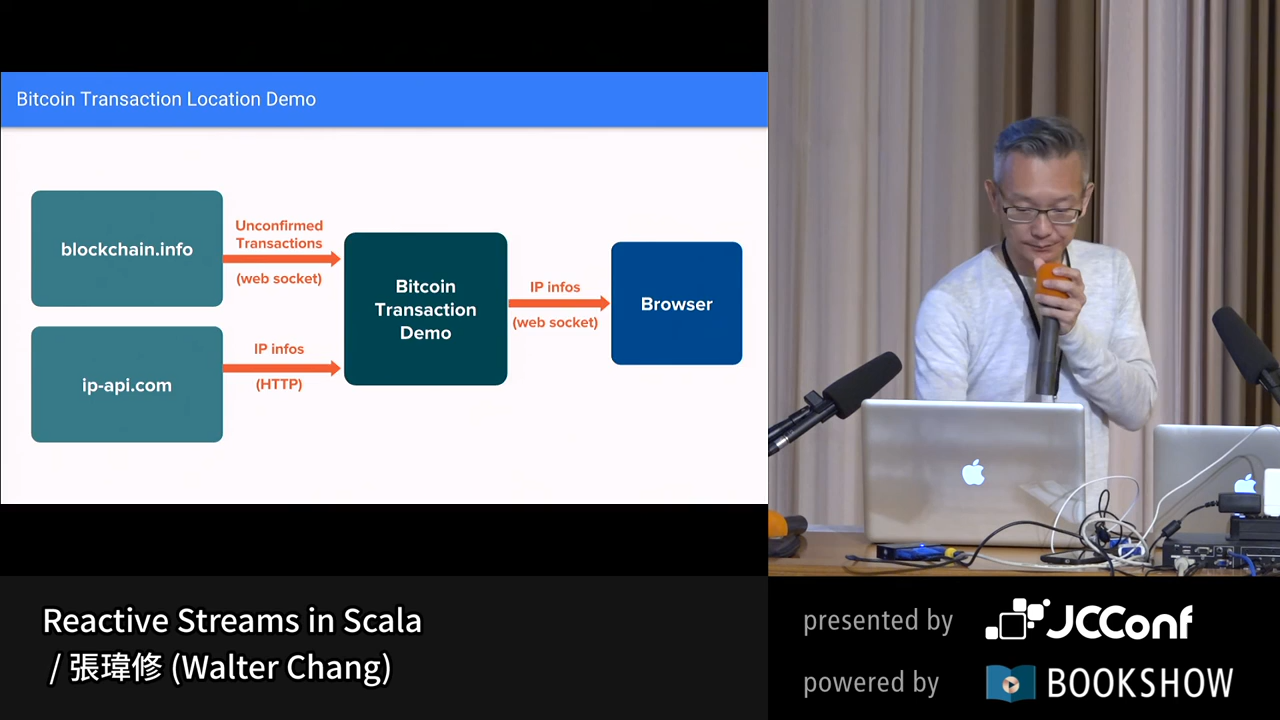 Bitcoin Transaction Location Demo
blockchain.info
Unconfirmed
Transactions
(web socket)
ip-api.com
IP infos
(HTTP)
Bitcoin
Transaction
Demo
IP infos
(web socket)
Browser
Reactive Streams in Scala
/ 張瑋修 (Walter Chang)
presented by JCConf
powered by BOOKSHOW